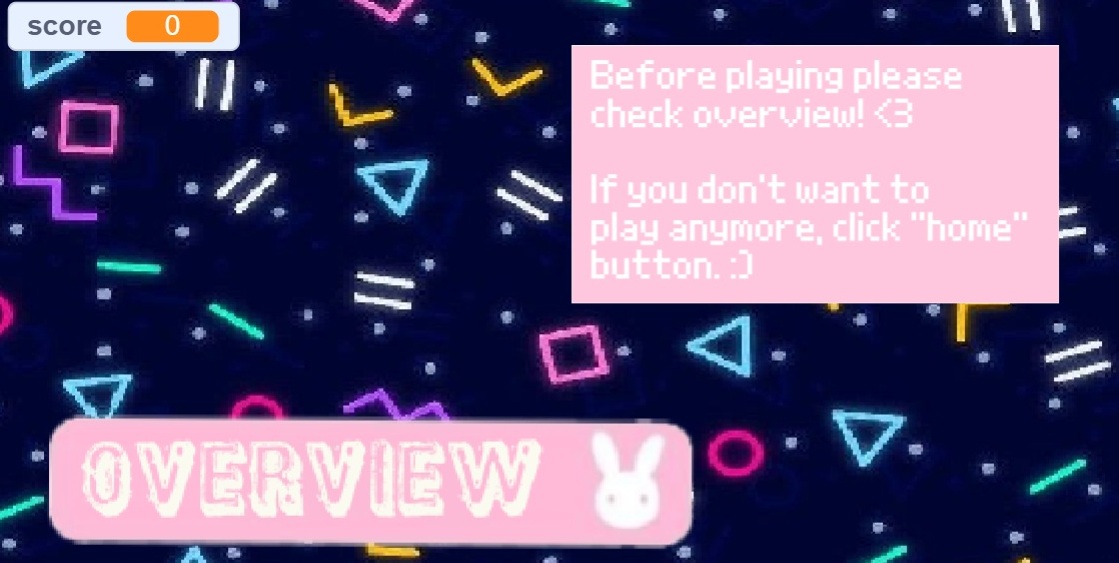 score 0
Before playing please
check overview! <3
If you don't want to
play anymore, click "home"
button. :)
OVERVIEW